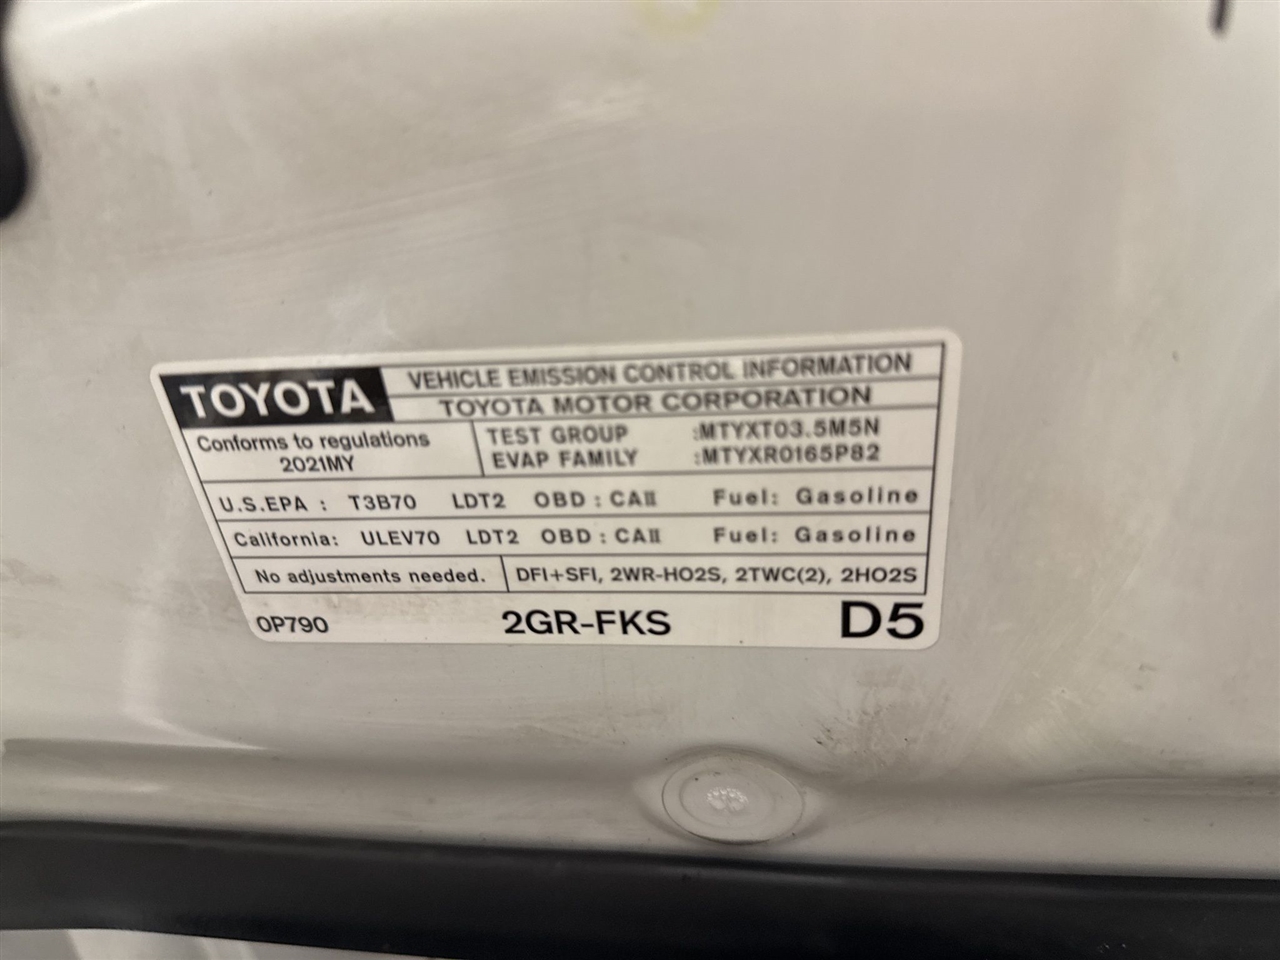 TOYOTA
VEHICLE EMISSION CONTROL INFORMATION
TOYOTA MOTOR CORPORATION
Conforms to regulations
2021MY
TEST GROUP :MTYXT03.5M5N
EVAP FAMILY :MTYXR0165P82
U.S.EPA : T3B70 LDT2 OBD : CAII Fuel: Gasoline
California: ULEV70 LDT2 OBD : CAII Fuel: Gasoline
No adjustments needed. DFI+SFI, 2WR-HO2S, 2TWC(2), 2HO2S
0P790 2GR-FKS D5